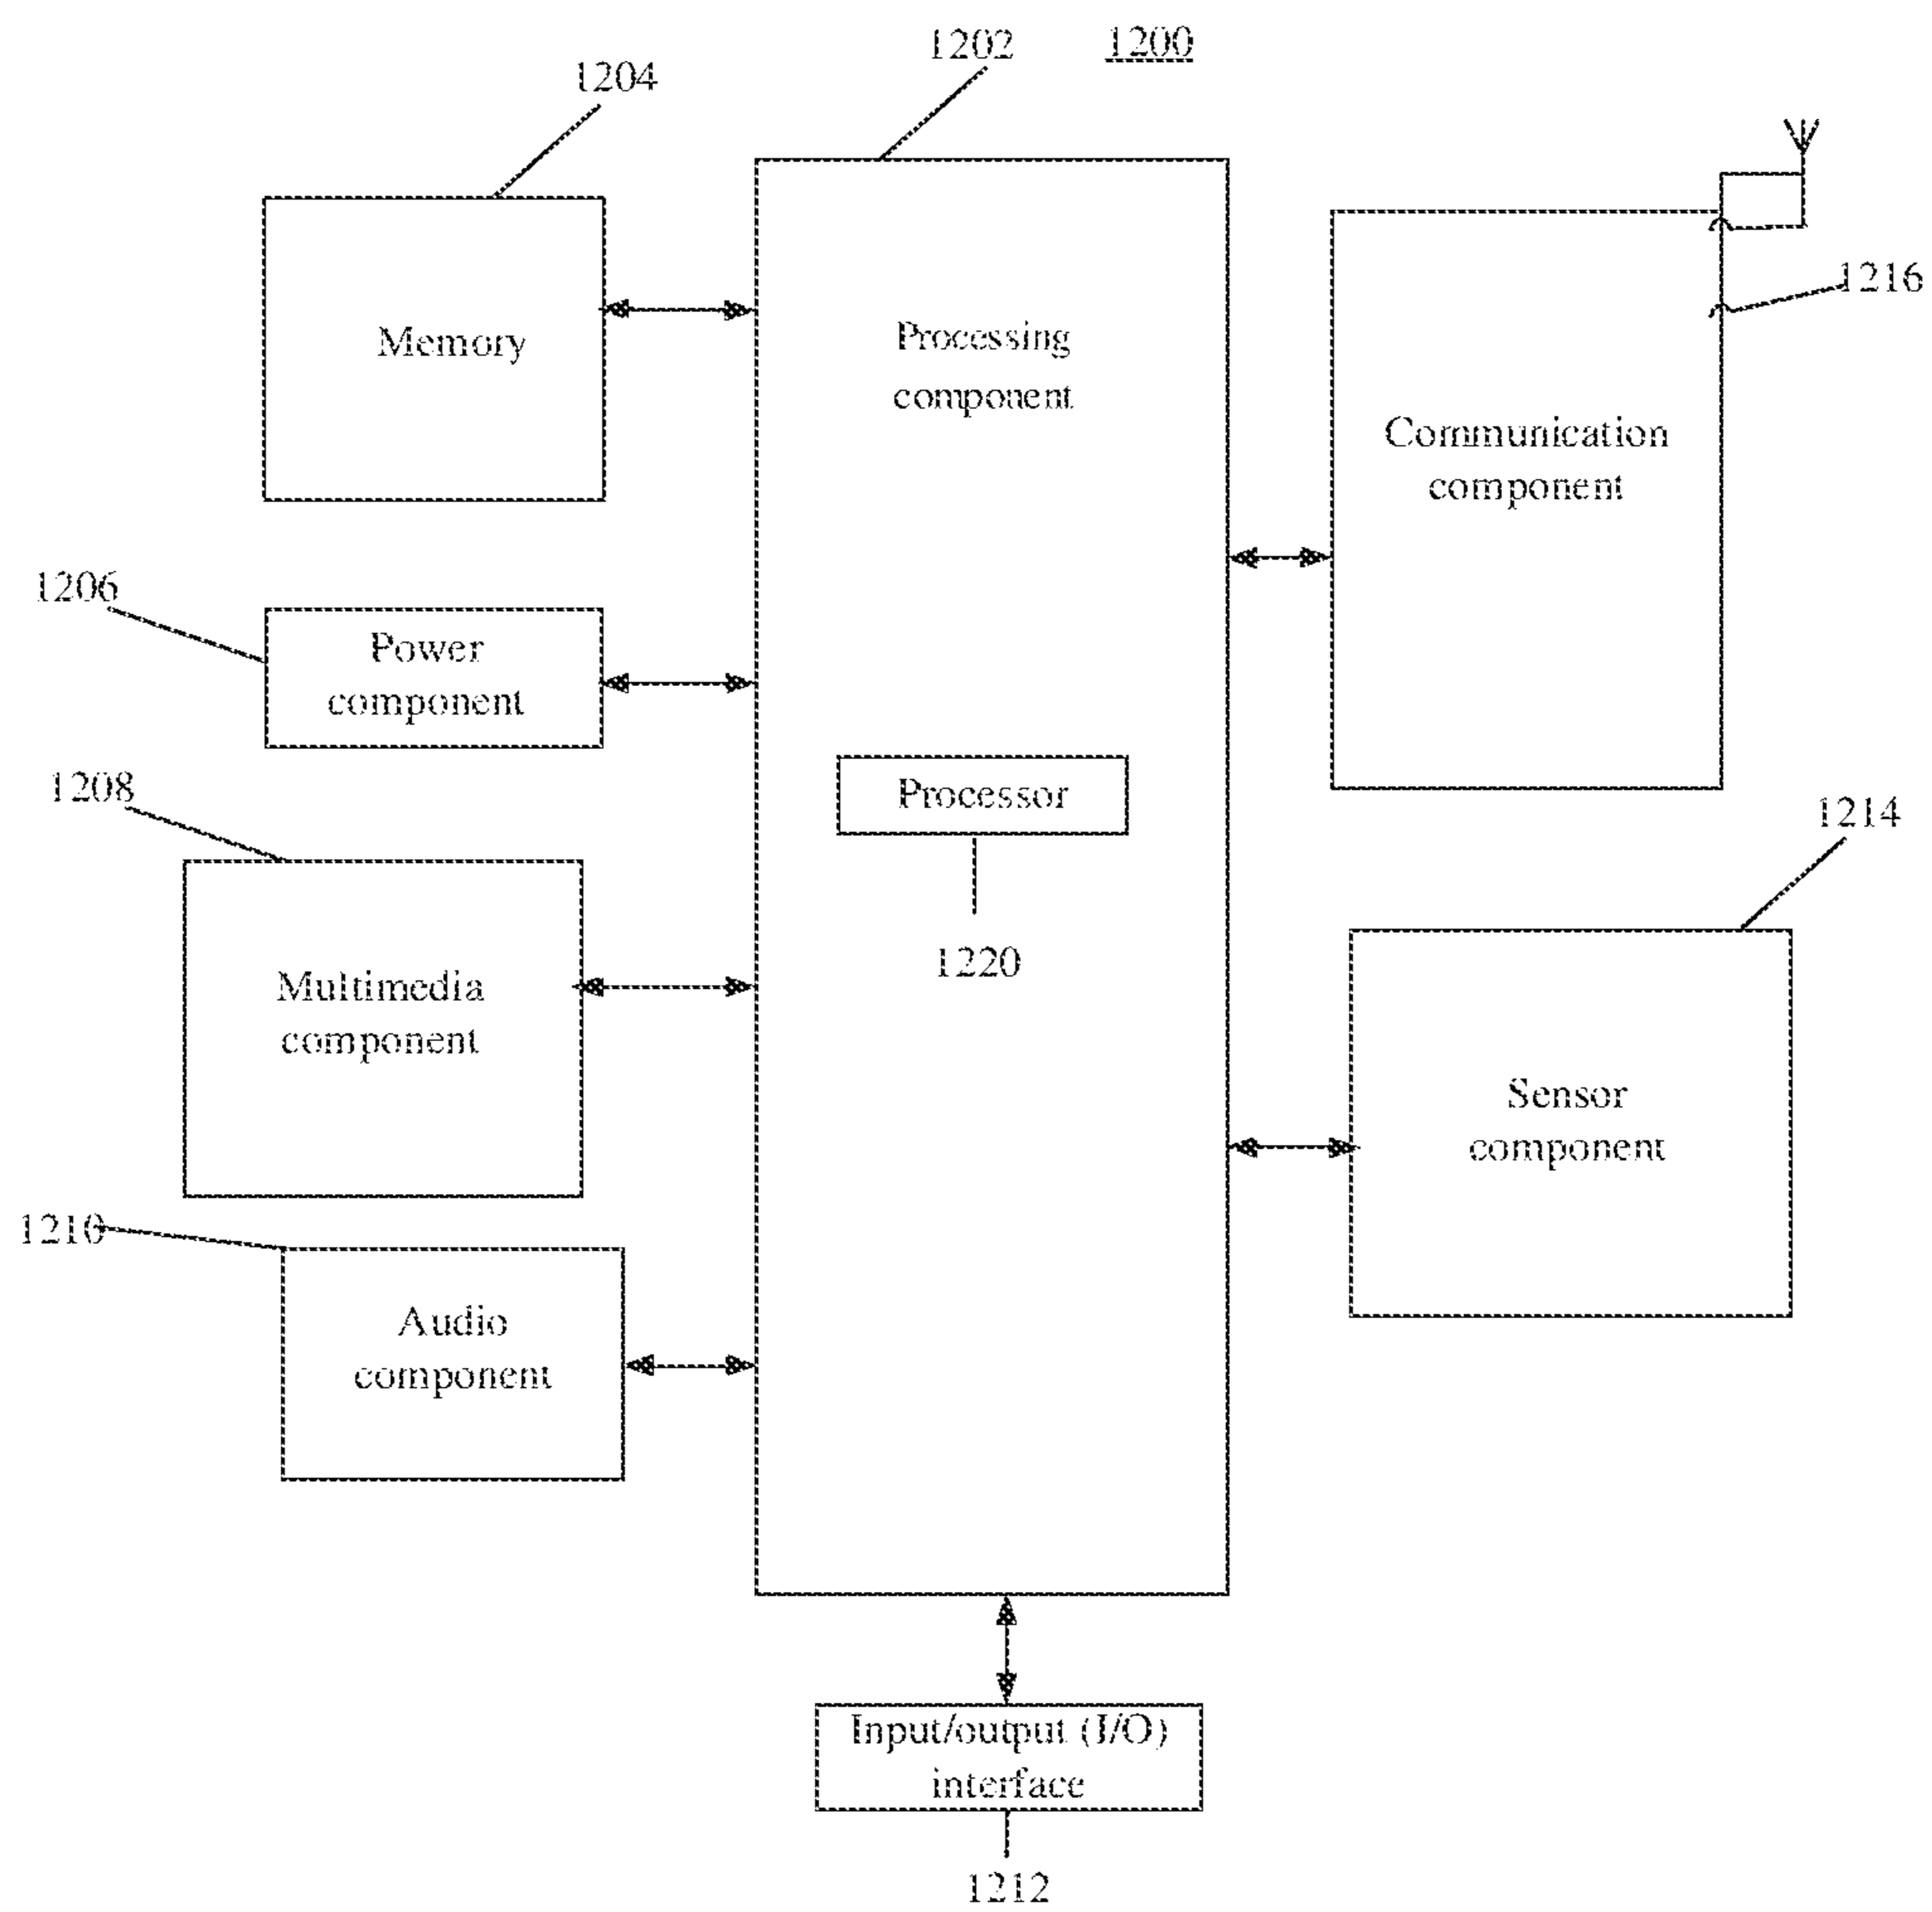 1202
1200
1204
1216
Memory
Processing
component
Communication
component
1206
Power
component
1208
Processor
1214
1220
Multimedia
component
Sensor
component
1210
Audio
component
Input/output (I/O)
interface
1212